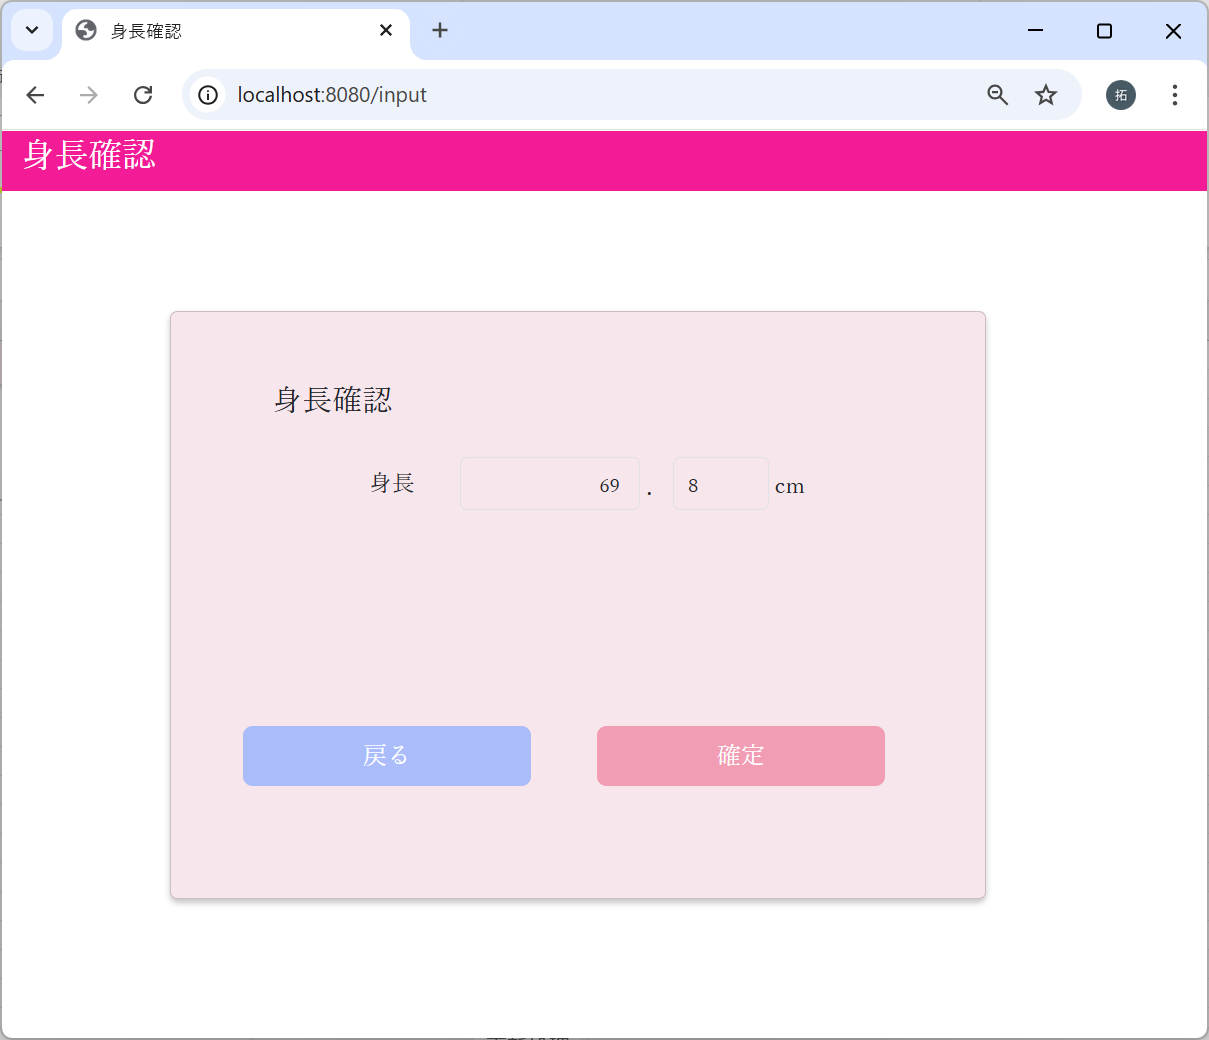 身長確認
localhost:8080/input
拓
身長確認
身長確認
身長 69 . 8 cm
戻る 確定